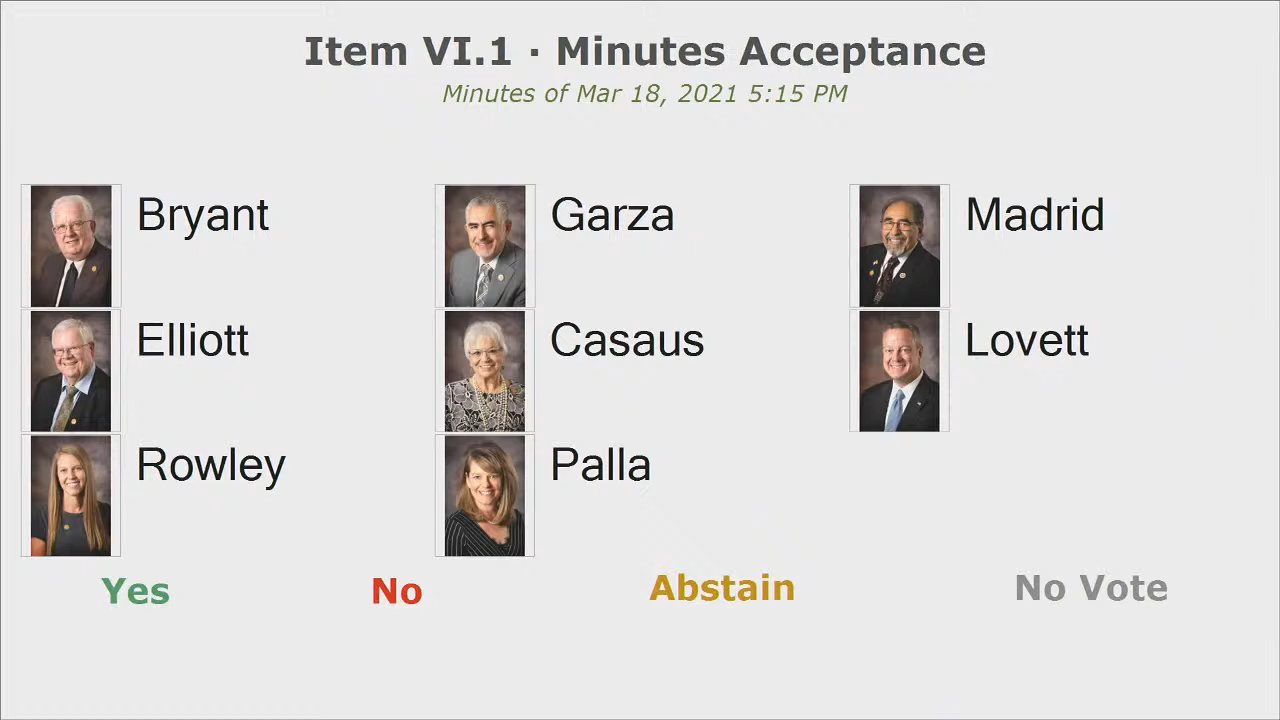 Item VI.1 · Minutes Acceptance
Minutes of Mar 18, 2021 5:15 PM
Bryant
Garza
Madrid
Elliott
Casaus
Lovett
Rowley
Palla
Yes
No
Abstain
No Vote